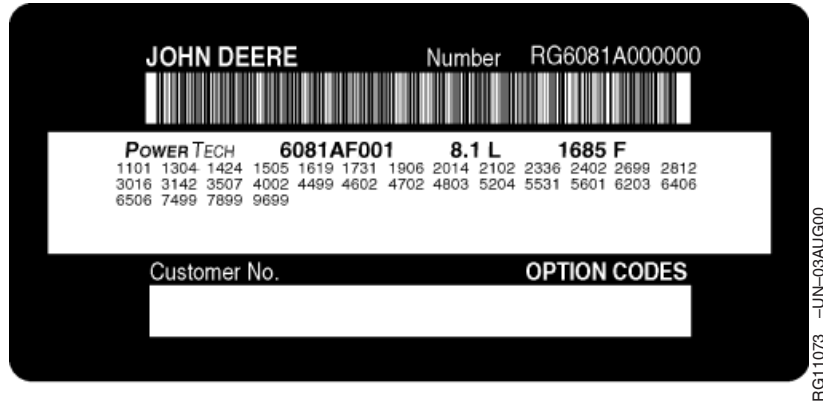 JOHN DEERE Number RG6081A000000
POWERTECH 6081AF001 8.1 L 1685 F
1101 1304 1424 1505 1619 1731 1906 2014 2102 2336 2402 2699 2812
3016 3142 3507 4002 4499 4602 4702 4803 5204 5531 5601 6203 6406
6506 7499 7899 9699
Customer No. OPTION CODES
RG11073 –UN–03AUG00